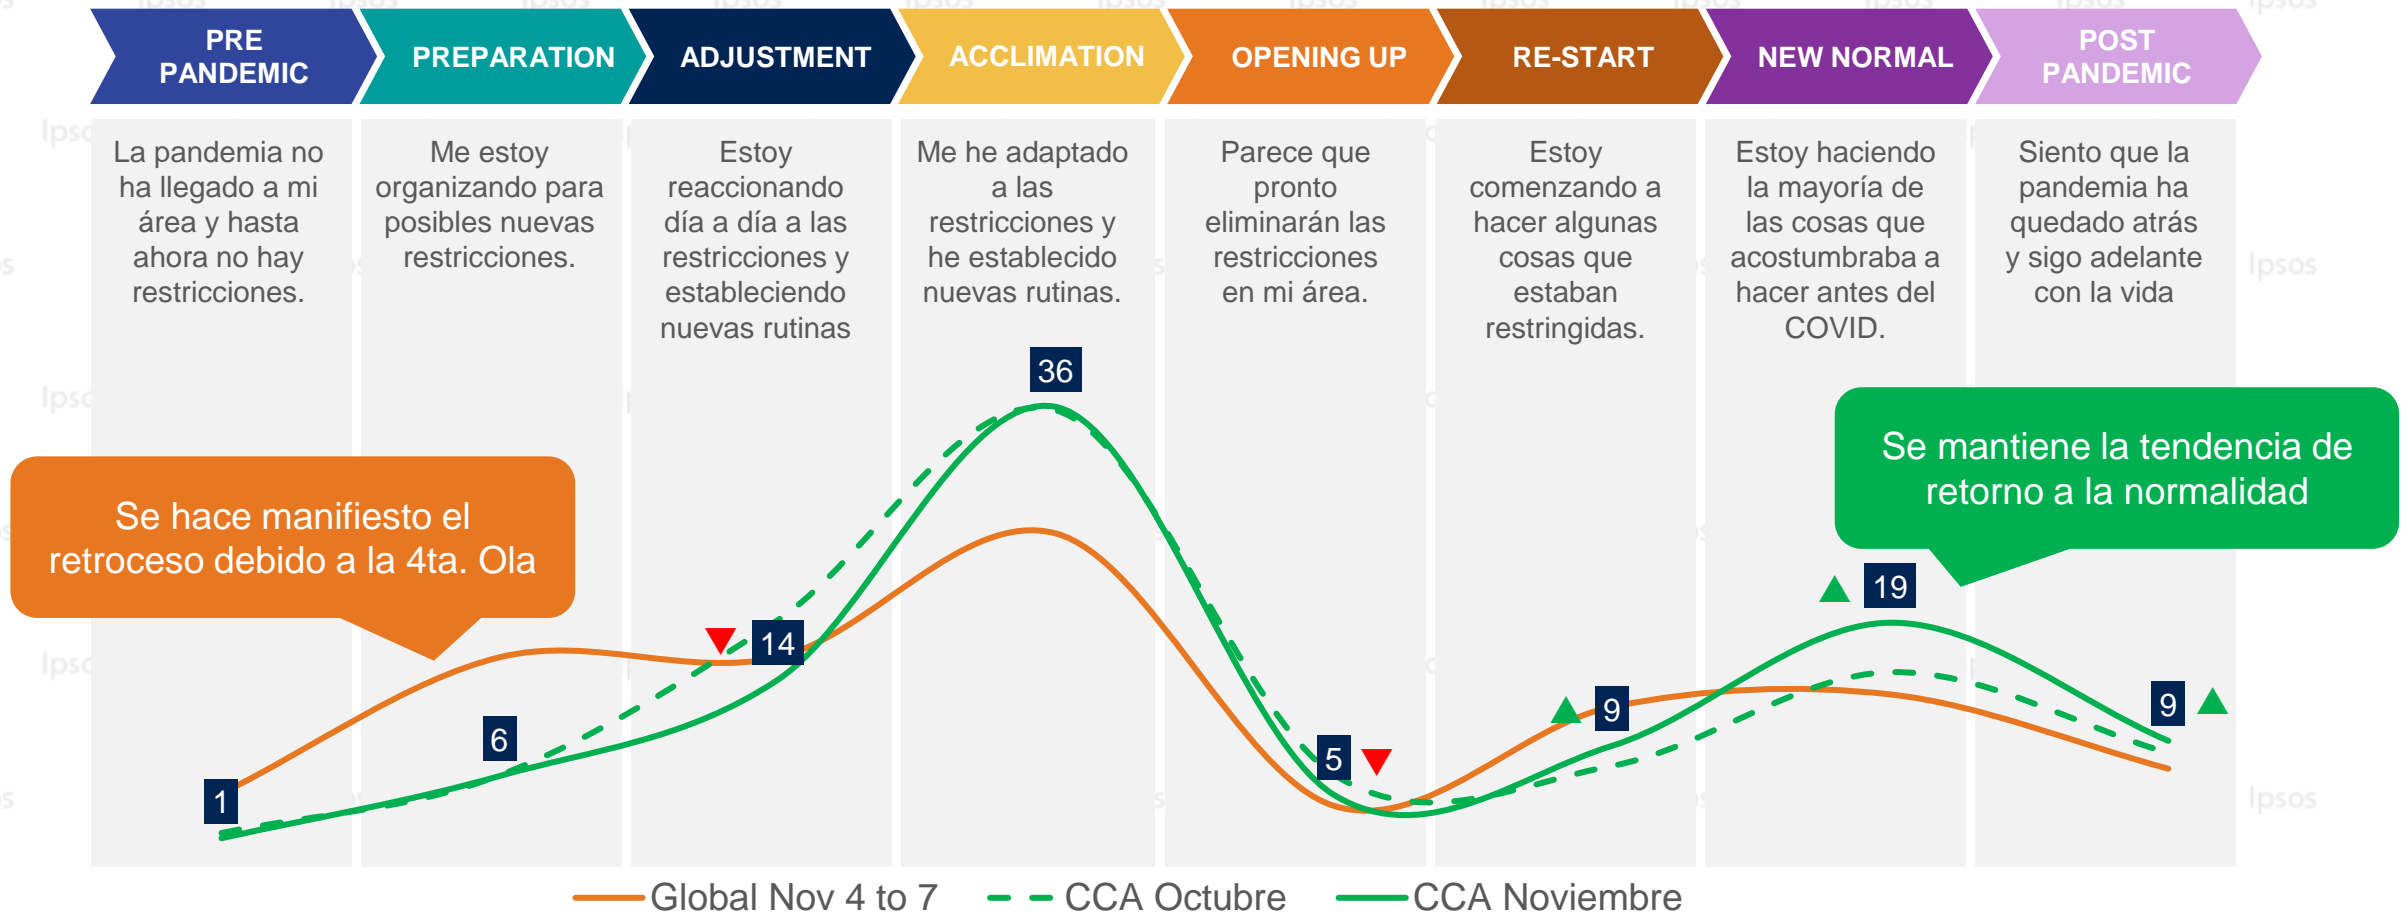 PRE
PANDEMIC
PREPARATION
ADJUSTMENT
ACCLIMATION
OPENING UP
RE-START
NEW NORMAL
POST
PANDEMIC
La pandemia no
ha llegado a mi
área y hasta
ahora no hay
restricciones.
Me estoy
organizando para
posibles nuevas
restricciones.
Estoy
reaccionando
día a día a las
restricciones y
estableciendo
nuevas rutinas
Me he adaptado
a las
restricciones y
he establecido
nuevas rutinas.
Parece que
pronto
eliminarán las
restricciones
en mi área.
Estoy
comenzando a
hacer algunas
cosas que
estaban
restringidas.
Estoy haciendo
la mayoría de
las cosas que
acostumbraba a
hacer antes del
COVID.
Siento que la
pandemia ha
quedado atrás
y sigo adelante
con la vida
Se hace manifiesto el
retroceso debido a la 4ta. Ola
Se mantiene la tendencia de
retorno a la normalidad
1
6
14
36
5
9
19
9
Global Nov 4 to 7
CCA Octubre
CCA Noviembre
Ipsos
Ipsos
Ipsos